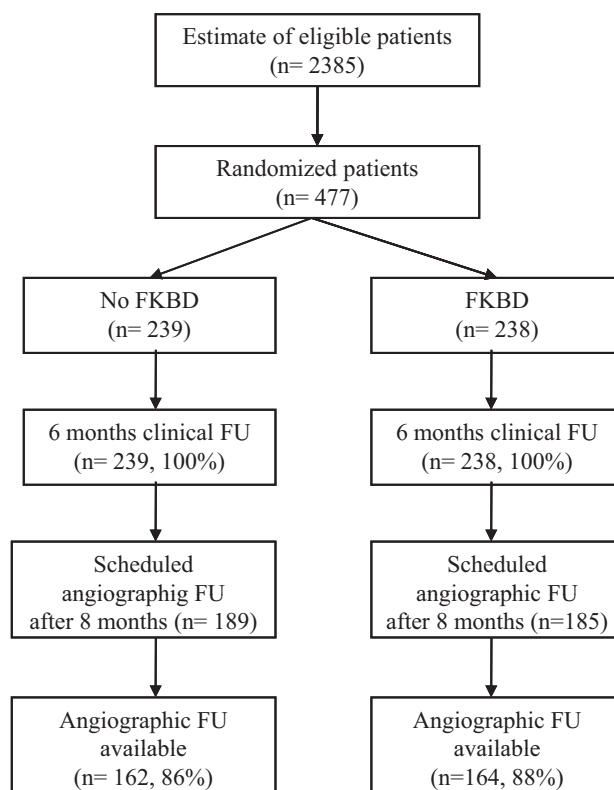 Estimate of eligible patients
(n= 2385)
Randomized patients
(n= 477)
No FKBD
(n= 239)
FKBD
(n= 238)
6 months clinical FU
(n= 239, 100%)
6 months clinical FU
(n= 238, 100%)
Scheduled
angiographig FU
after 8 months (n= 189)
Scheduled
angiographic FU
after 8 months (n=185)
Angiographic FU
available
(n= 162, 86%)
Angiographic FU
available
(n=164, 88%)